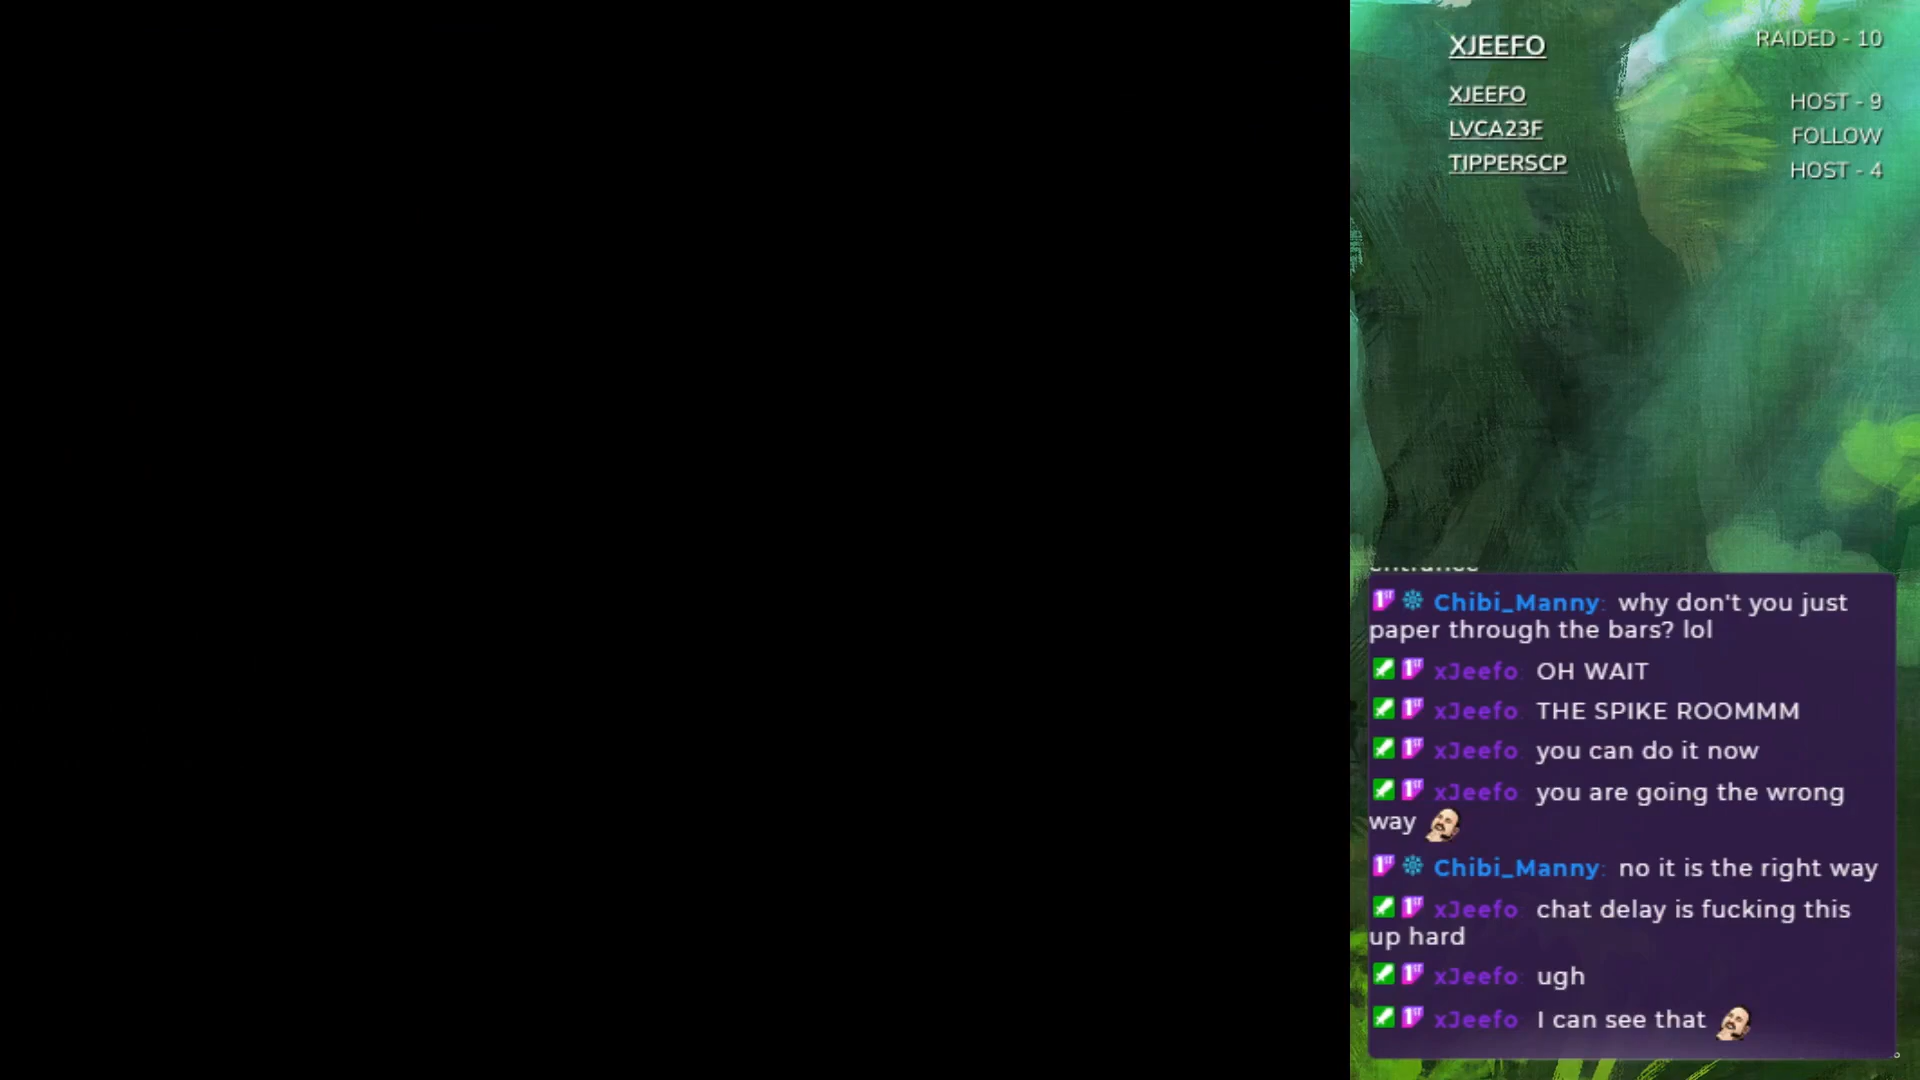 XJEEFO RAIDED - 10
XJEEFO HOST - 9
LVCA23F FOLLOW
TIPPERSCP HOST - 4
entrance
Chibi_Manny: why don't you just
paper through the bars? lol
xJeefo: OH WAIT
xJeefo: THE SPIKE ROOMMM
xJeefo: you can do it now
xJeefo: you are going the wrong
way
Chibi_Manny: no it is the right way
xJeefo: chat delay is fucking this
up hard
xJeefo: ugh
xJeefo: I can see that